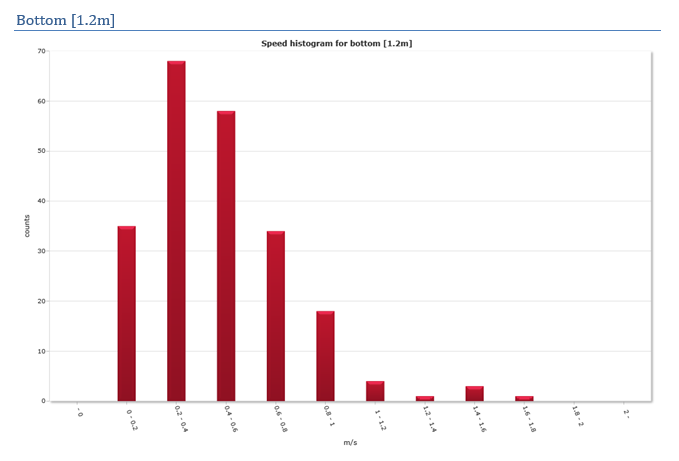 Bottom [1.2m]
Speed histogram for bottom [1.2m]
70
60
50
40
30
20
10
0
counts
- 0
0 - 0.2
0.2 - 0.4
0.4 - 0.6
0.6 - 0.8
0.8 - 1
1 - 1.2
1.2 - 1.4
1.4 - 1.6
1.6 - 1.8
1.8 - 2
2 -
m/s